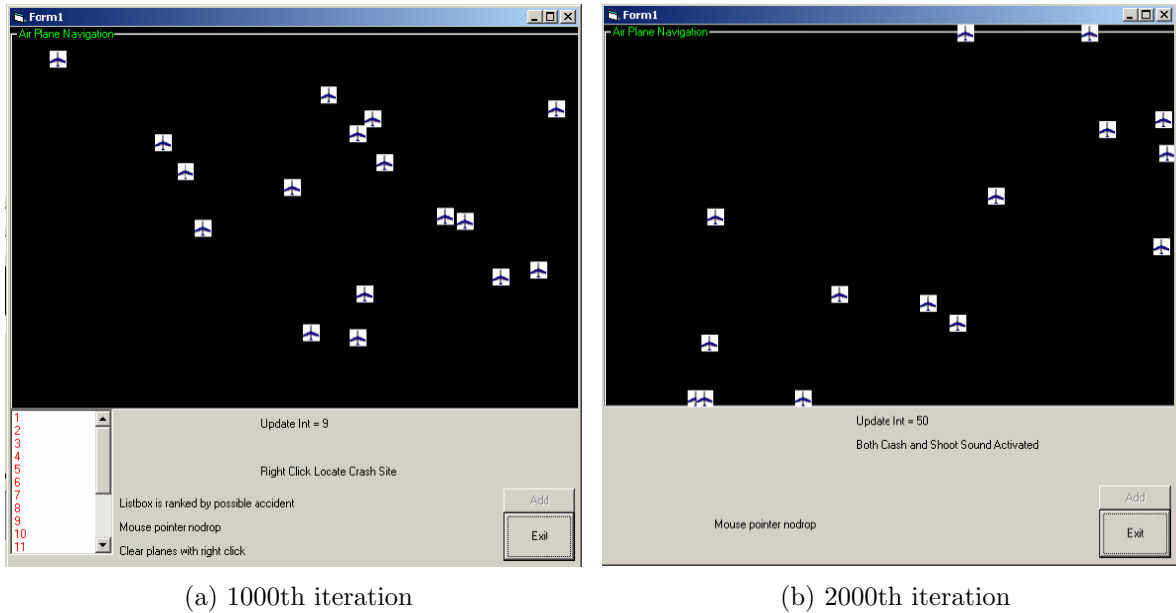 Form1
Air Plane Navigation
1
2
3
4
5
6
7
8
9
10
11
Update Int = 9
Right Click Locate Crash Site
Listbox is ranked by possible accident
Mouse pointer nodrop
Clear planes with right click
Add
Exit
(a) 1000th iteration
Form1
Air Plane Navigation
Update Int = 50
Both Crash and Shoot Sound Activated
Mouse pointer nodrop
Add
Exit
(b) 2000th iteration